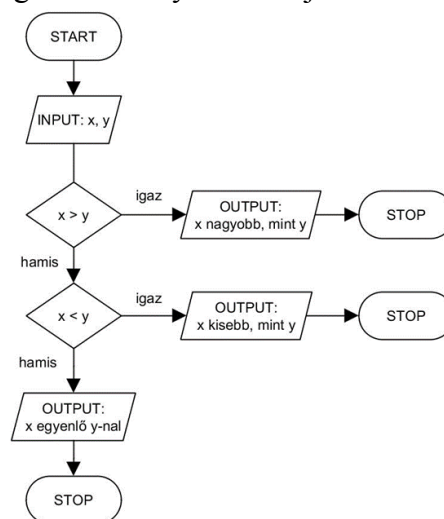 START
INPUT: x, y
x > y
igaz
OUTPUT:
x nagyobb, mint y
STOP
hamis
x < y
igaz
OUTPUT:
x kisebb, mint y
STOP
hamis
OUTPUT:
x egyenlő y-nal
STOP